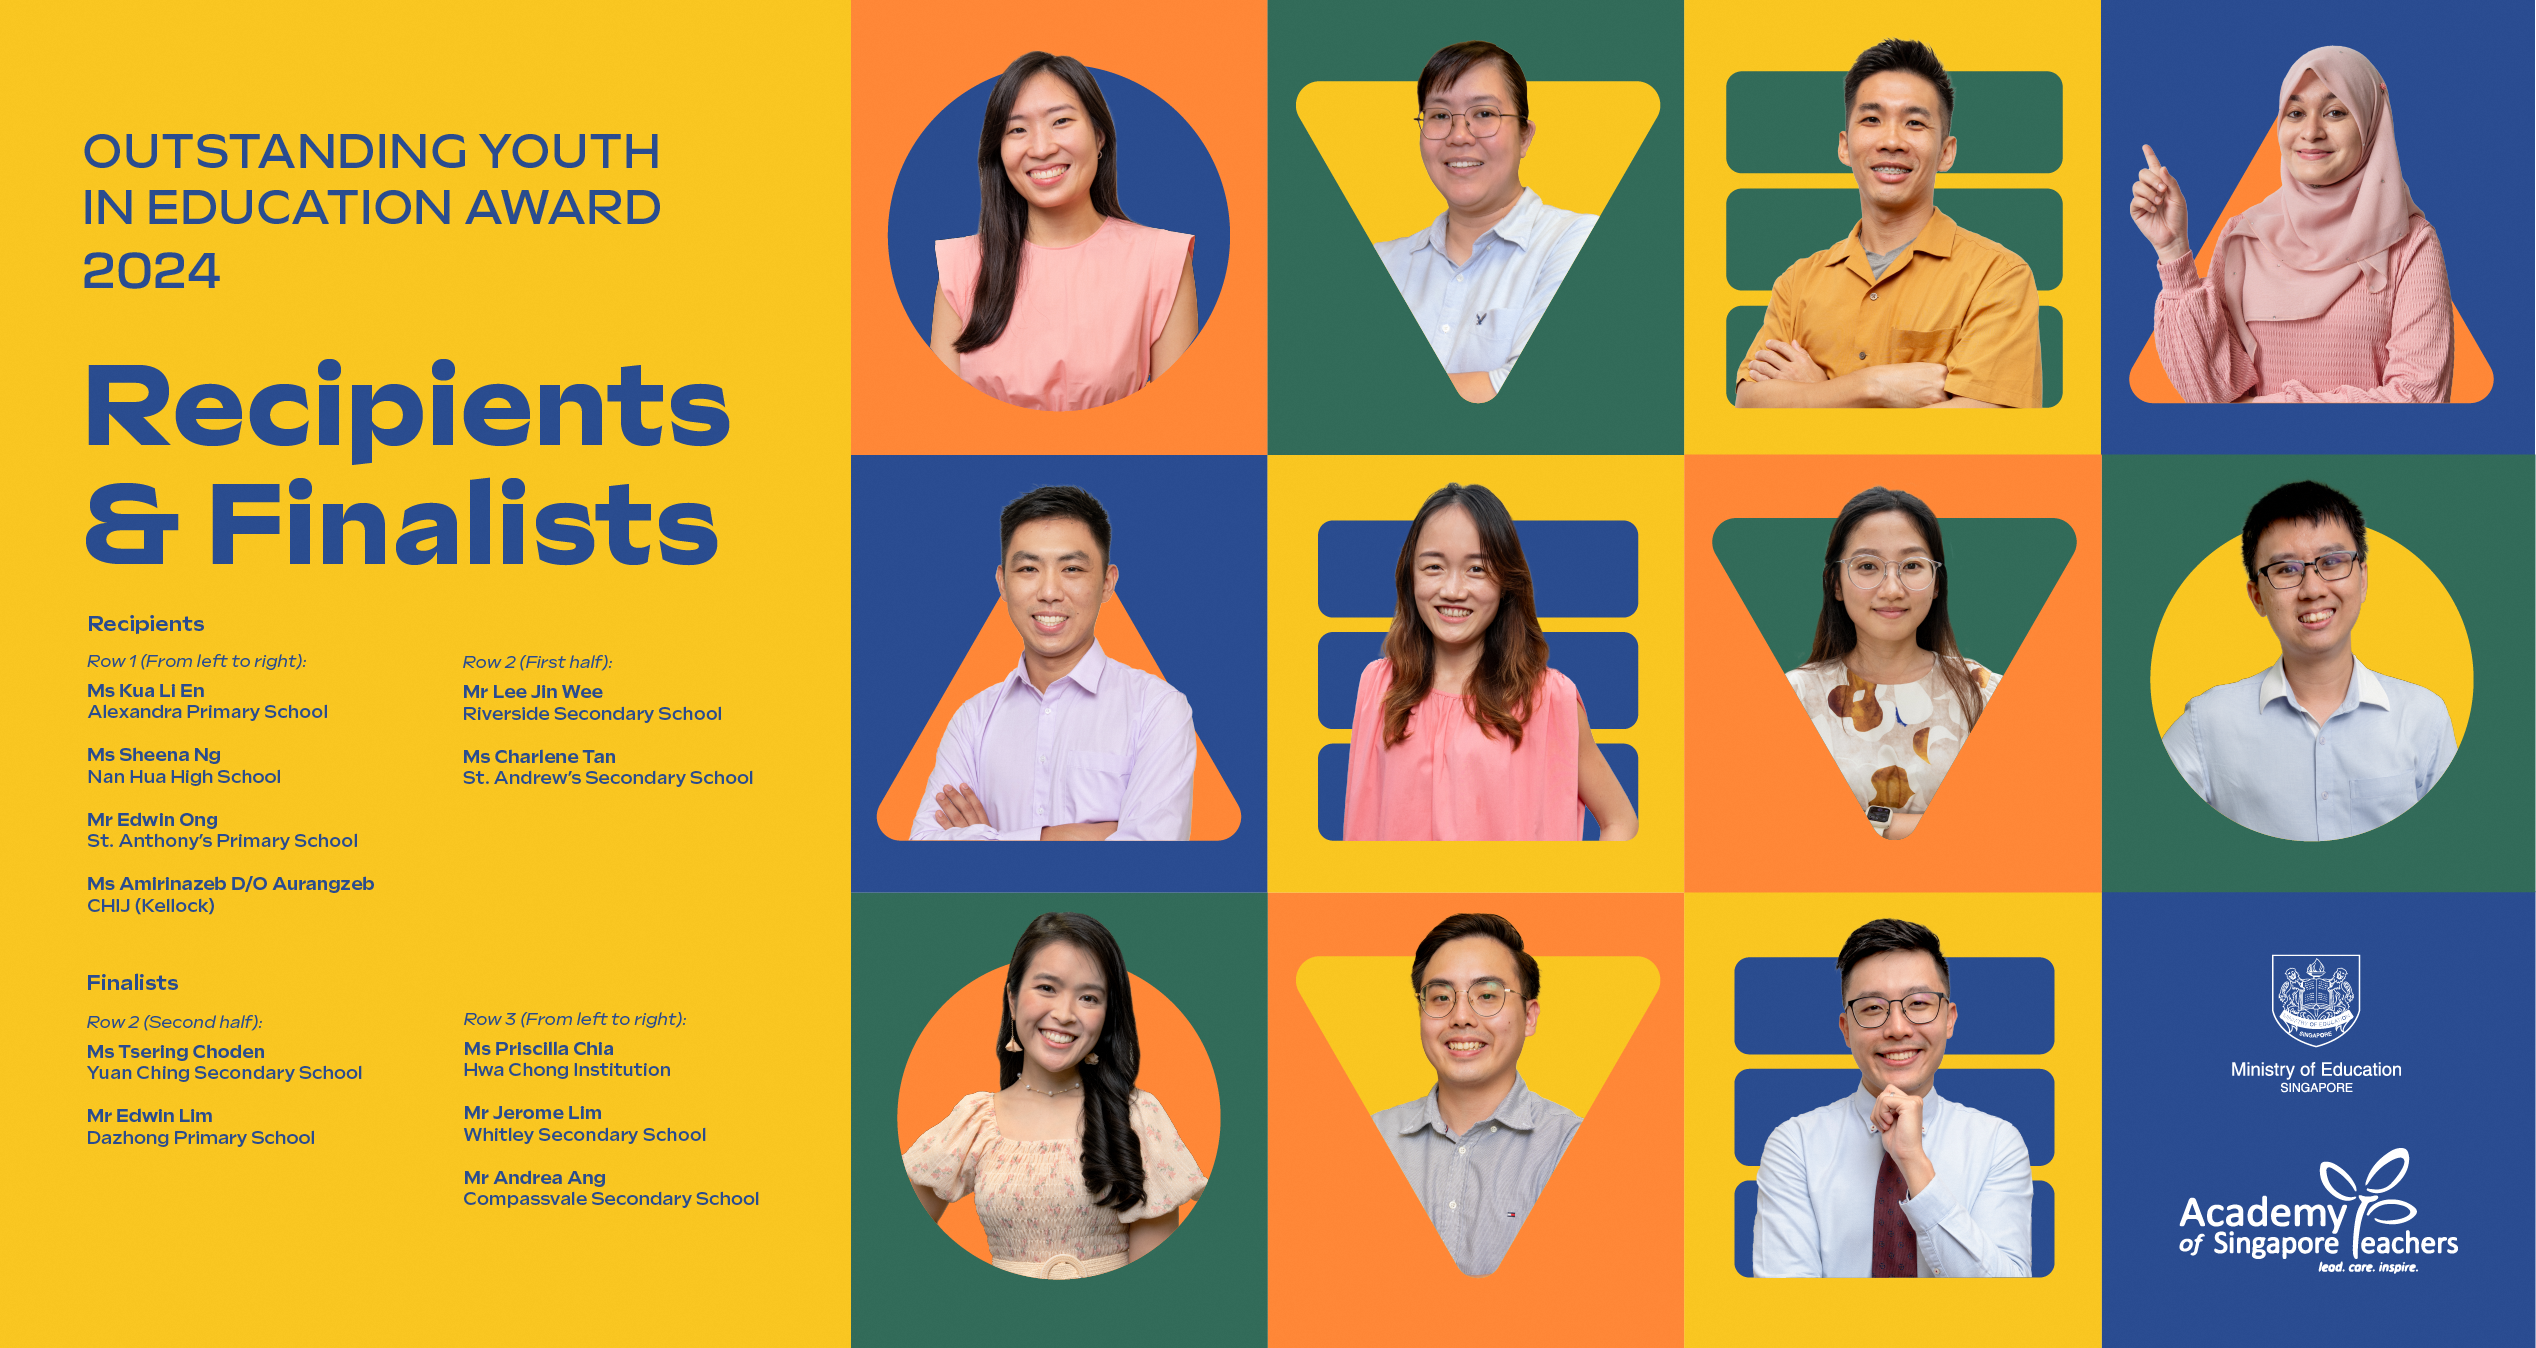 OUTSTANDING YOUTH
IN EDUCATION AWARD
2024
Recipients
& Finalists
Recipients
Row 1 (From left to right):
Ms Kua Li En
Alexandra Primary School
Ms Sheena Ng
Nan Hua High School
Mr Edwin Ong
St. Anthony's Primary School
Ms Amirinazeb D/O Aurangzeb
CHIJ (Kellock)
Row 2 (First half):
Mr Lee Jin Wee
Riverside Secondary School
Ms Charlene Tan
St. Andrew's Secondary School
Finalists
Row 2 (Second half):
Ms Tsering Choden
Yuan Ching Secondary School
Mr Edwin Lim
Dazhong Primary School
Row 3 (From left to right):
Ms Priscilla Chia
Hwa Chong Institution
Mr Jerome Lim
Whitley Secondary School
Mr Andrea Ang
Compassvale Secondary School
MINISTRY OF EDUCATION
SINGAPORE
Ministry of Education
SINGAPORE
Academy
of Singapore Teachers
lead. care. inspire.